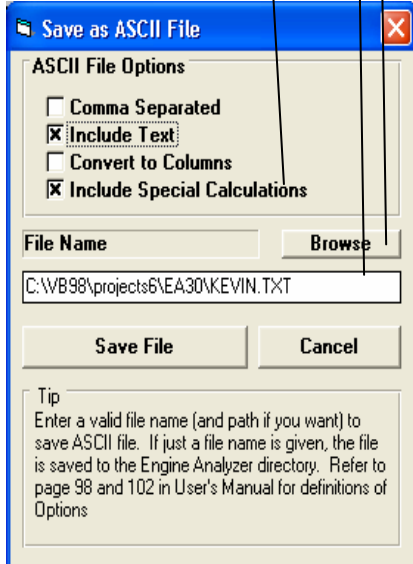 Save as ASCII File
ASCII File Options
Comma Separated
Include Text
Convert to Columns
Include Special Calculations
File Name
Browse
C:\VB98\projects6\EA30\KEVIN.TXT
Save File
Cancel
Tip
Enter a valid file name (and path if you want) to
save ASCII file.  If just a file name is given, the file
is saved to the Engine Analyzer directory.  Refer to
page 98 and 102 in User's Manual for definitions of
Options